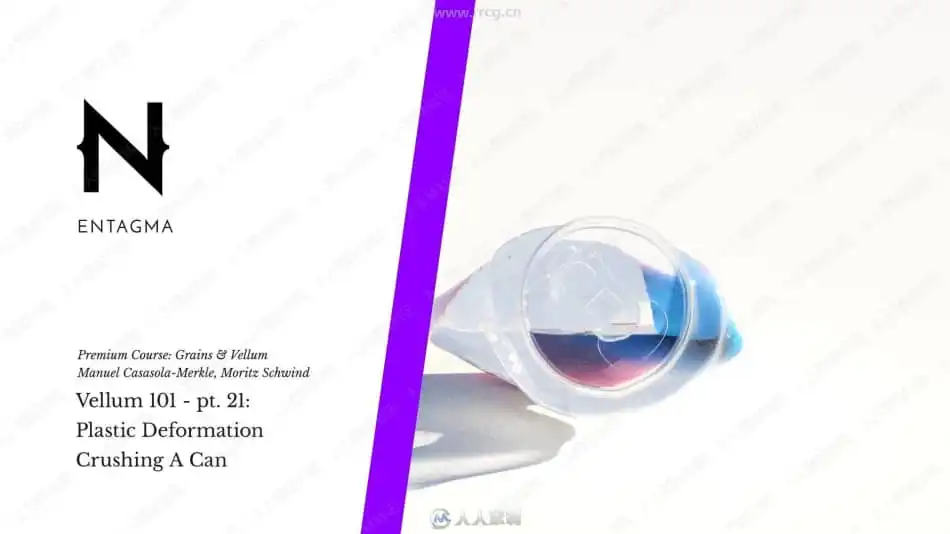 www.rrcg.cn
ENTAGMA
Premium Course: Grains & Vellum
Manuel Casasola-Merkle, Moritz Schwind
Vellum 101 - pt. 21:
Plastic Deformation
Crushing A Can
人人素材